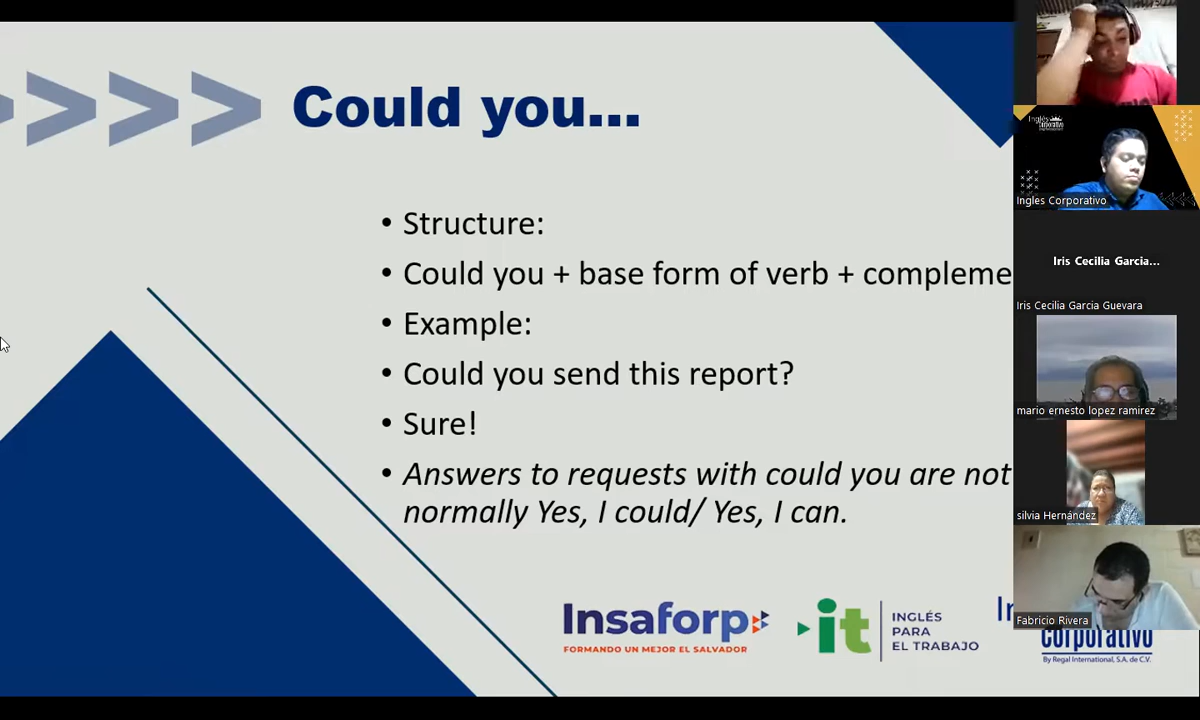 Could you...
• Structure:
• Could you + base form of verb + compleme
• Example:
• Could you send this report?
• Sure!
• Answers to requests with could you are not
normally Yes, I could/ Yes, I can.
Insaforp
FORMANDO UN MEJOR EL SALVADOR
it
INGLÉS
PARA
EL TRABAJO
In
corporativo
By Regal International, S.A. de C.V.
Inglés
Corporativo
Ingles Corporativo
Iris Cecilia Garcia...
Iris Cecilia Garcia Guevara
mario ernesto lopez ramirez
silvia Hernández
Fabricio Rivera